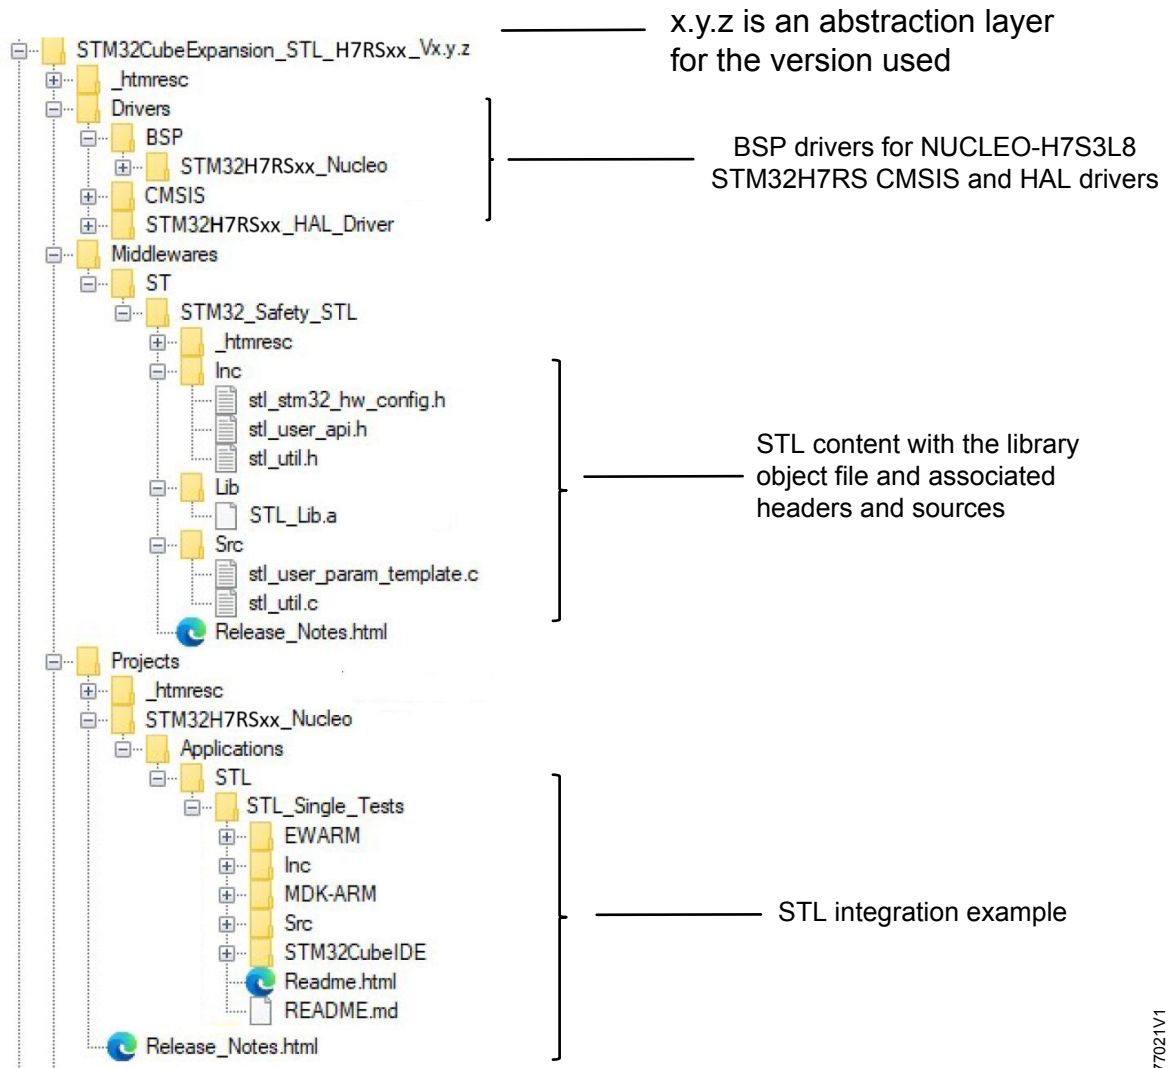 x.y.z is an abstraction layer
for the version used
STM32CubeExpansion_STL_H7RSxx_Vx.y.z
_htmresc
Drivers
BSP
STM32H7RSxx_Nucleo
CMSIS
STM32H7RSxx_HAL_Driver
BSP drivers for NUCLEO-H7S3L8
STM32H7RS CMSIS and HAL drivers
Middlewares
ST
STM32_Safety_STL
_htmresc
Inc
stl_stm32_hw_config.h
stl_user_api.h
stl_util.h
Lib
STL_Lib.a
Src
stl_user_param_template.c
stl_util.c
Release_Notes.html
STL content with the library
object file and associated
headers and sources
Projects
_htmresc
STM32H7RSxx_Nucleo
Applications
STL
STL_Single_Tests
EWARM
Inc
MDK-ARM
Src
STM32CubeIDE
Readme.html
README.md
Release_Notes.html
STL integration example
77021V1